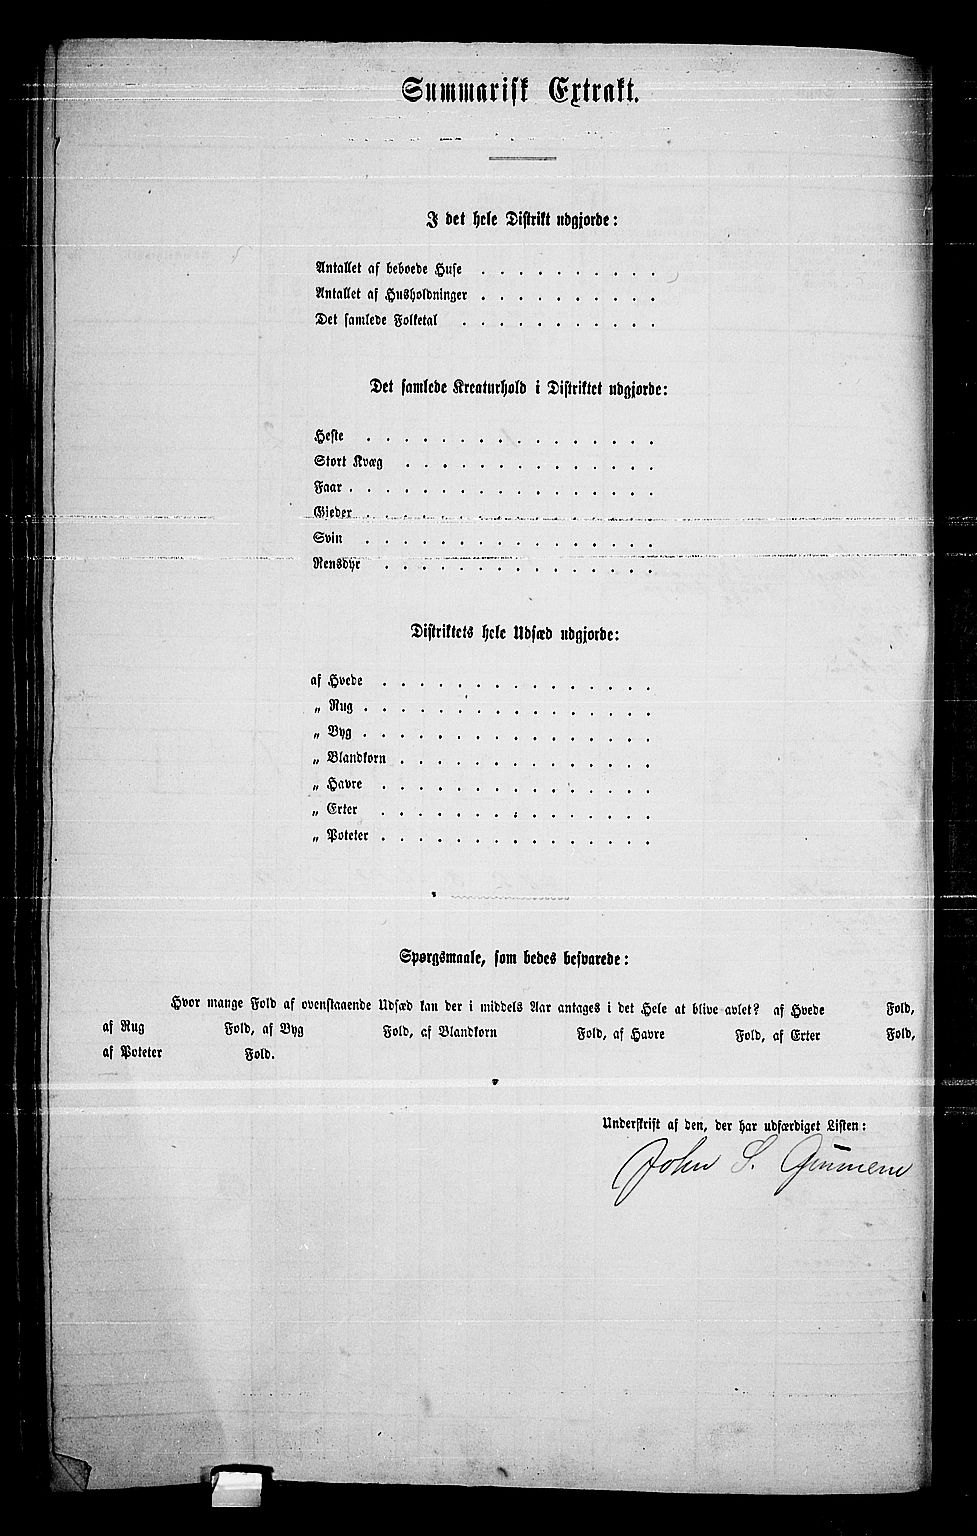 Summarisk Extrakt.
I det hele Distrikt udgjorde:
Antallet af beboede Huse . . . . . . . . . .
Antallet af Husholdninger . . . . . . . . . .
Det samlede Folketal . . . . . . . . . . .
Det samlede Kreaturhold i Distriktet udgjorde:
Heste . . . . . . . . . . . . . . . .
Stort Kvæg . . . . . . . . . . . . . .
Faar . . . . . . . . . . . . . . . . .
Gjeder . . . . . . . . . . . . . . . .
Svin . . . . . . . . . . . . . . . .
Rensdyr . . . . . . . . . . . . . . .
Distriktets hele Udsæd udgjorde:
af Hvede . . . . . . . . . . . . . . .
„ Rug . . . . . . . . . . . . . . . .
„ Byg . . . . . . . . . . . . . . . .
„ Blandkorn . . . . . . . . . . . . . .
„ Havre . . . . . . . . . . . . . . .
„ Erter . . . . . . . . . . . . . . .
„ Poteter . . . . . . . . . . . . . . .
Spørgsmaale, som bedes besvarede:
Hvor mange Fold af ovenstaaende Udsæd kan der i middels Aar antages i det Hele at blive avlet? af Hvede Fold,
af Rug Fold, af Byg Fold, af Blandkorn Fold, af Havre Fold, af Erter Fold,
af Poteter Fold.
Underskrift af den, der har udfærdiget Listen:
John S.